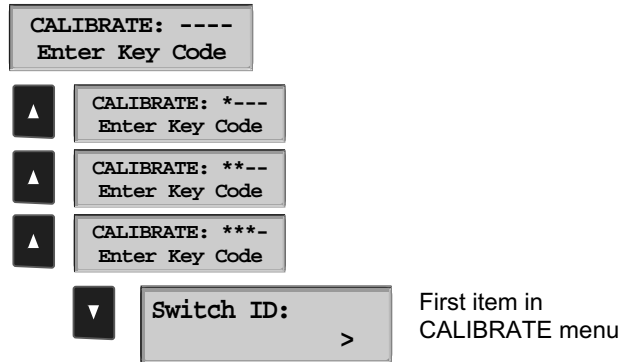 CALIBRATE: ----
Enter Key Code
CALIBRATE: *---
Enter Key Code
CALIBRATE: **--
Enter Key Code
CALIBRATE: ***-
Enter Key Code
Switch ID:
>
First item in
CALIBRATE menu